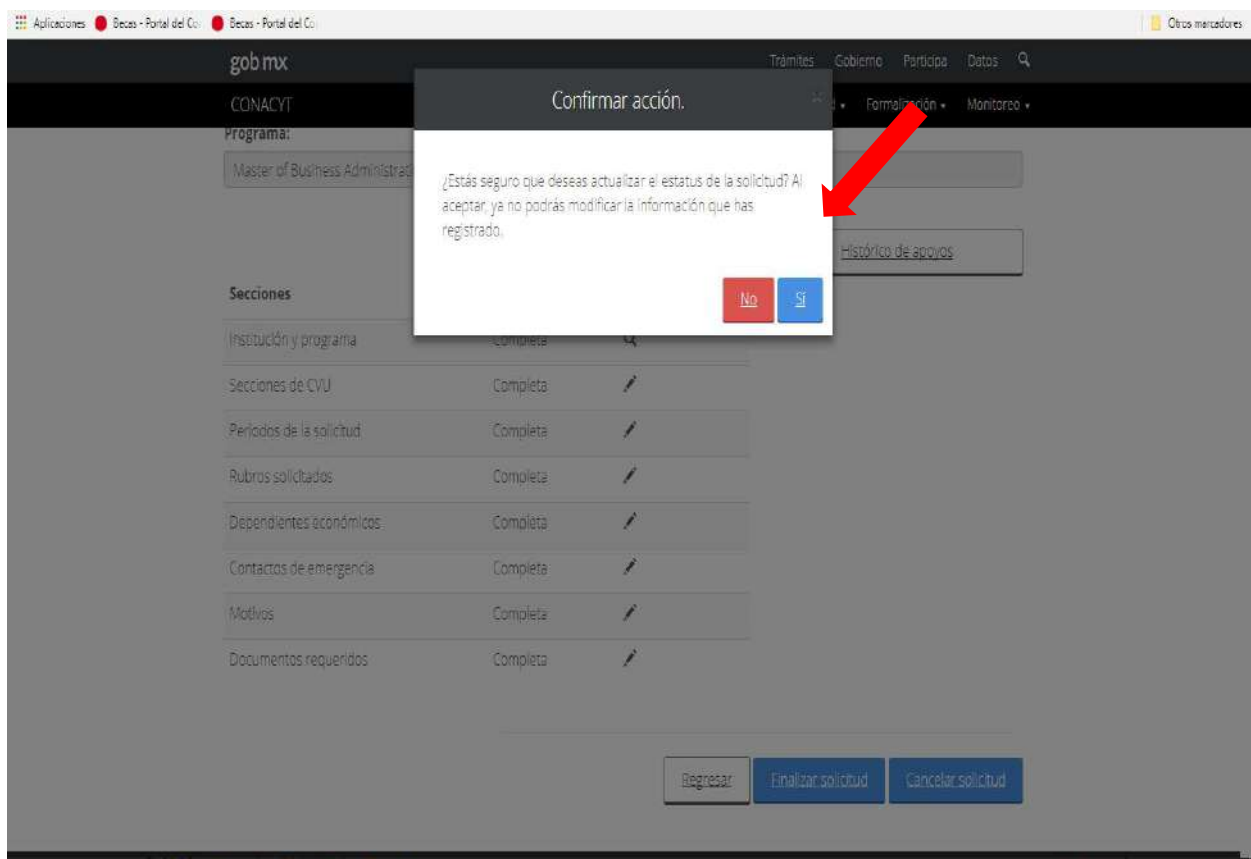 Aplicaciones Becas - Portal del Co Becas - Portal del Co Otros marcadores
gob mx Trámites Gobierno Participa Datos
Confirmar acción.
CONACYT Formalización Monitoreo
Programa:
Master of Business Administrati
¿Estás seguro que deseas actualizar el estatus de la solicitud? Al
aceptar, ya no podrás modificar la información que has
registrado.
Histórico de apoyos
No Sí
Secciones
Institución y programa Completa
Secciones de CVU Completa
Periodos de la solicitud Completa
Rubros solicitados Completa
Dependientes económicos Completa
Contactos de emergencia Completa
Motivos Completa
Documentos requeridos Completa
Regresar Finalizar solicitud Cancelar solicitud